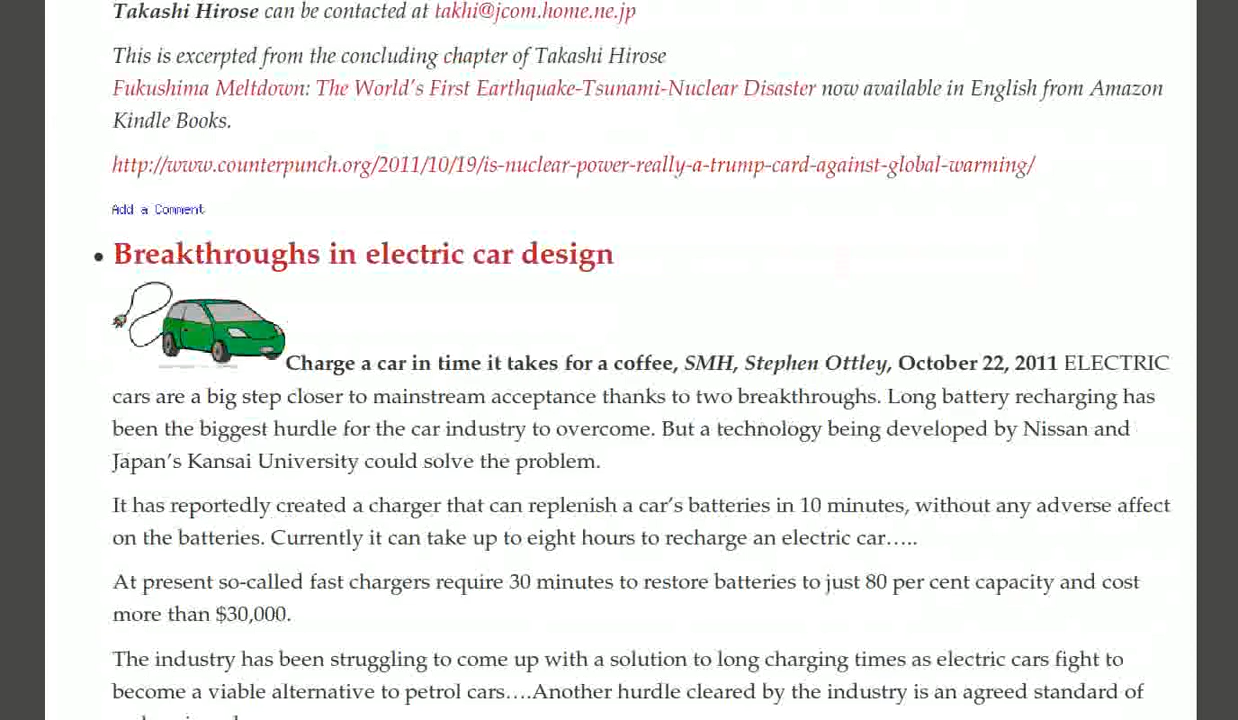 Takashi Hirose can be contacted at takhi@jcom.home.ne.jp
This is excerpted from the concluding chapter of Takashi Hirose
Fukushima Meltdown: The World's First Earthquake-Tsunami-Nuclear Disaster now available in English from Amazon
Kindle Books.
http://www.counterpunch.org/2011/10/19/is-nuclear-power-really-a-trump-card-against-global-warming/
Add a Comment
• Breakthroughs in electric car design
Charge a car in time it takes for a coffee, SMH, Stephen Ottley, October 22, 2011 ELECTRIC
cars are a big step closer to mainstream acceptance thanks to two breakthroughs. Long battery recharging has
been the biggest hurdle for the car industry to overcome. But a technology being developed by Nissan and
Japan's Kansai University could solve the problem.
It has reportedly created a charger that can replenish a car's batteries in 10 minutes, without any adverse affect
on the batteries. Currently it can take up to eight hours to recharge an electric car…..
At present so-called fast chargers require 30 minutes to restore batteries to just 80 per cent capacity and cost
more than $30,000.
The industry has been struggling to come up with a solution to long charging times as electric cars fight to
become a viable alternative to petrol cars….Another hurdle cleared by the industry is an agreed standard of